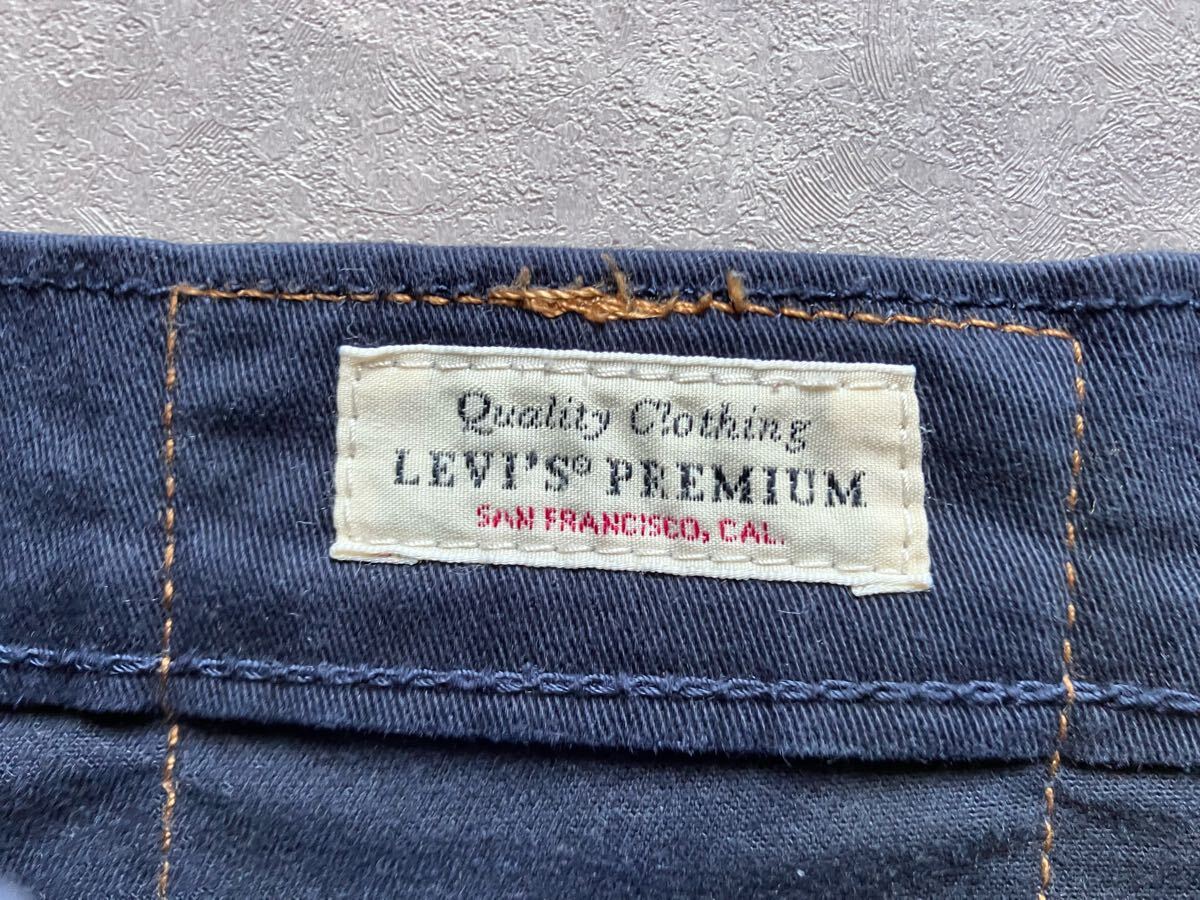 Quality Clothing
LEVI'S® PREMIUM
SAN FRANCISCO, CAL.